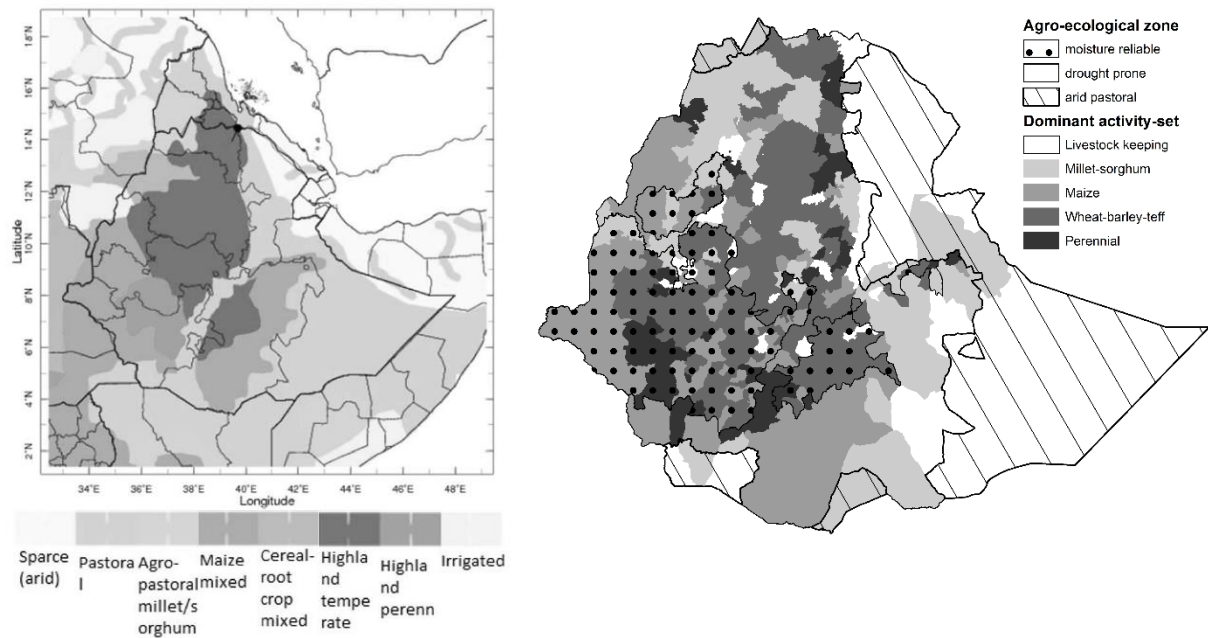 18°N
16°N
14°N
12°N
10°N
8°N
6°N
4°N
2°N
Latitude
34°E 36°E 38°E 40°E 42°E 44°E 46°E 48°E
Longitude
Sparce
(arid)
Pastora
l
Agro-
pastoral
millet/s
orghum
Maize
mixed
Cereal-
root
crop
mixed
Highla
nd
tempe
rate
Highla
nd
perenn
Irrigated
Agro-ecological zone
moisture reliable
drought prone
arid pastoral
Dominant activity-set
Livestock keeping
Millet-sorghum
Maize
Wheat-barley-teff
Perennial